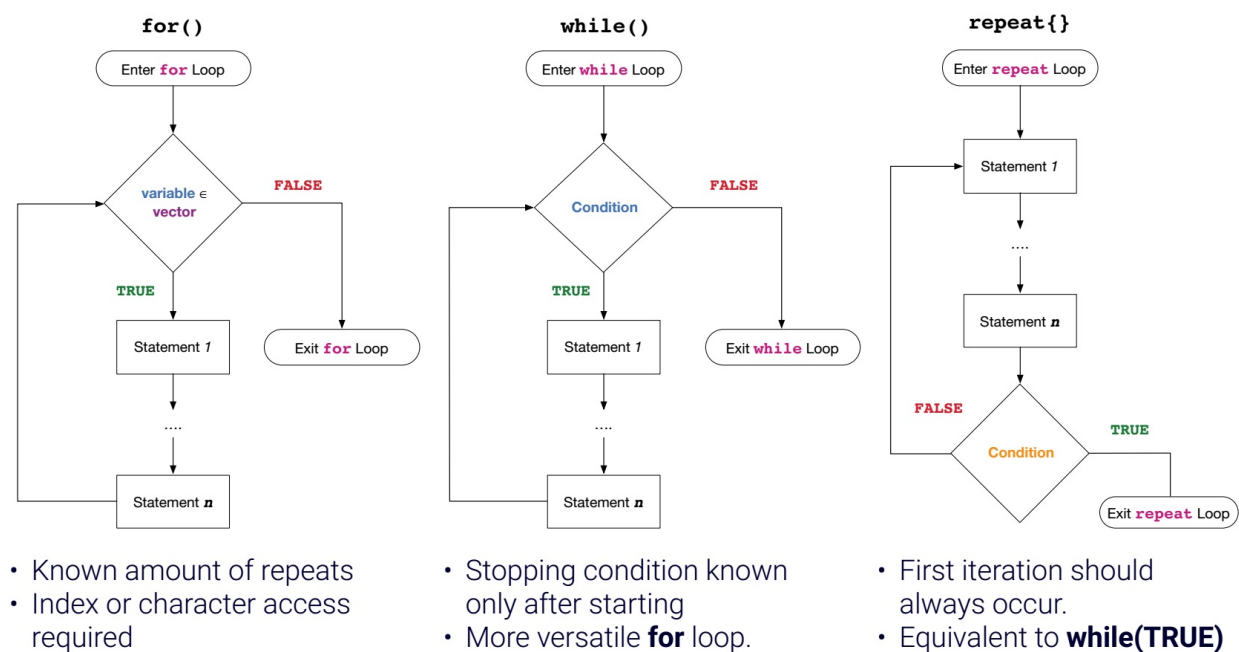 for()
Enter for Loop
variable ∈
vector
FALSE
TRUE
Statement 1
Exit for Loop
....
Statement n
• Known amount of repeats
• Index or character access
required
while()
Enter while Loop
Condition
FALSE
TRUE
Statement 1
Exit while Loop
....
Statement n
• Stopping condition known
only after starting
• More versatile for loop.
repeat{}
Enter repeat Loop
Statement 1
....
Statement n
FALSE
TRUE
Condition
Exit repeat Loop
• First iteration should
always occur.
• Equivalent to while(TRUE)